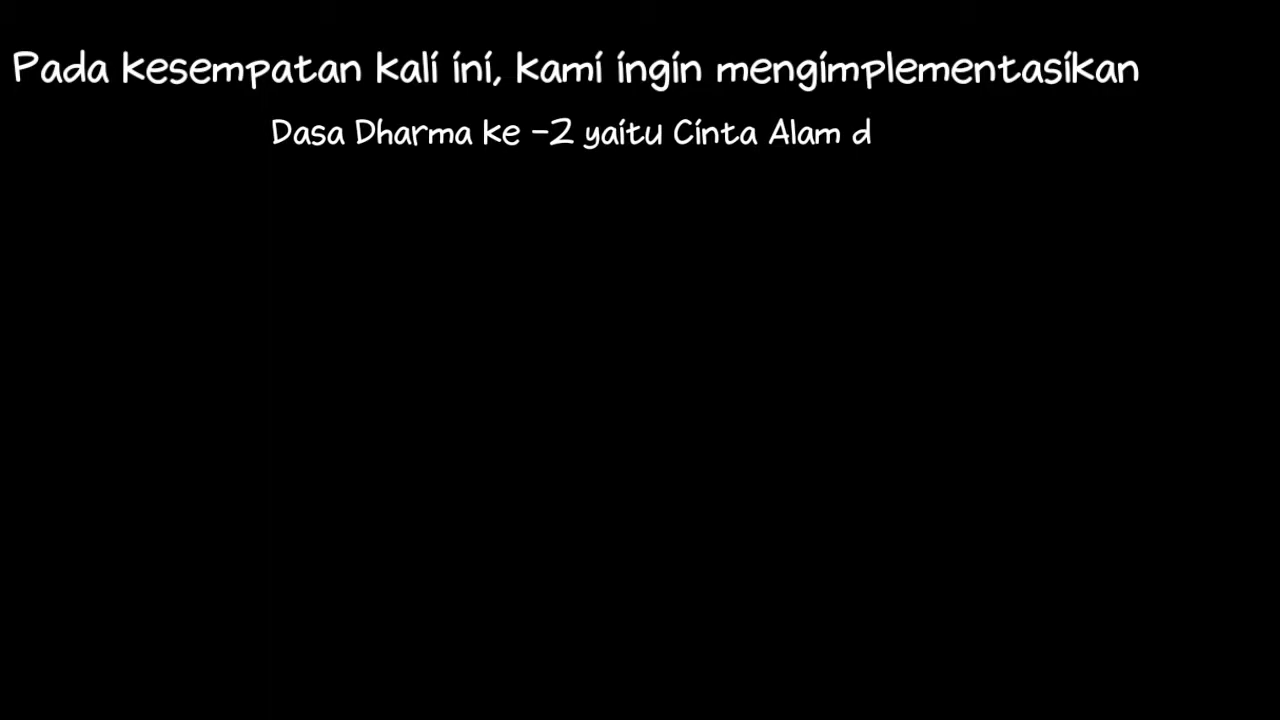 Pada kesempatan kali ini, kami ingin mengimplementasikan
Dasa Dharma ke -2 yaitu Cinta Alam d